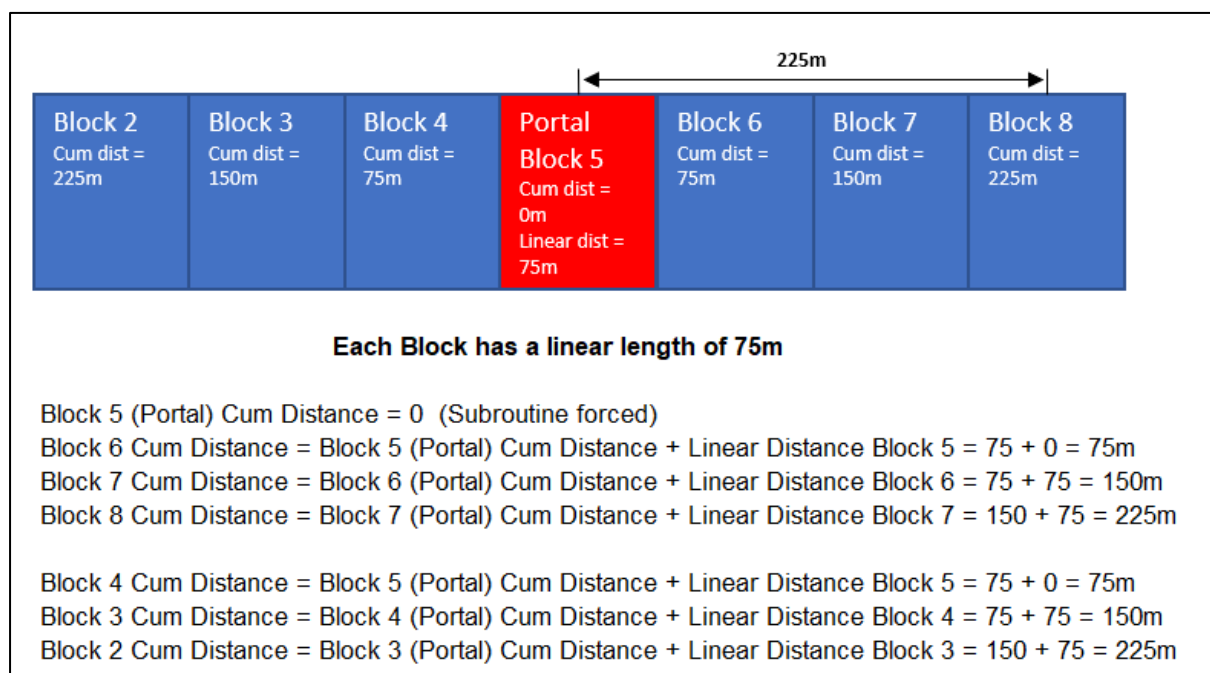 225m
Block 2
Cum dist =
225m
Block 3
Cum dist =
150m
Block 4
Cum dist =
75m
Portal
Block 5
Cum dist =
0m
Linear dist =
75m
Block 6
Cum dist =
75m
Block 7
Cum dist =
150m
Block 8
Cum dist =
225m
Each Block has a linear length of 75m
Block 5 (Portal) Cum Distance = 0  (Subroutine forced)
Block 6 Cum Distance = Block 5 (Portal) Cum Distance + Linear Distance Block 5 = 75 + 0 = 75m
Block 7 Cum Distance = Block 6 (Portal) Cum Distance + Linear Distance Block 6 = 75 + 75 = 150m
Block 8 Cum Distance = Block 7 (Portal) Cum Distance + Linear Distance Block 7 = 150 + 75 = 225m
Block 4 Cum Distance = Block 5 (Portal) Cum Distance + Linear Distance Block 5 = 75 + 0 = 75m
Block 3 Cum Distance = Block 4 (Portal) Cum Distance + Linear Distance Block 4 = 75 + 75 = 150m
Block 2 Cum Distance = Block 3 (Portal) Cum Distance + Linear Distance Block 3 = 150 + 75 = 225m